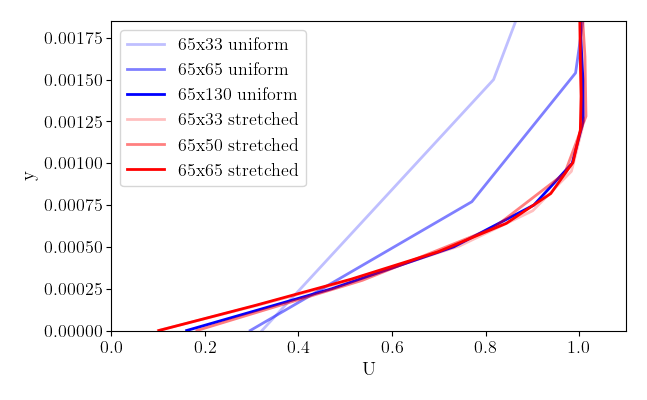 0.00175
0.00150
0.00125
0.00100
0.00075
0.00050
0.00025
0.00000
y
65x33 uniform
65x65 uniform
65x130 uniform
65x33 stretched
65x50 stretched
65x65 stretched
0.0 0.2 0.4 0.6 0.8 1.0
U